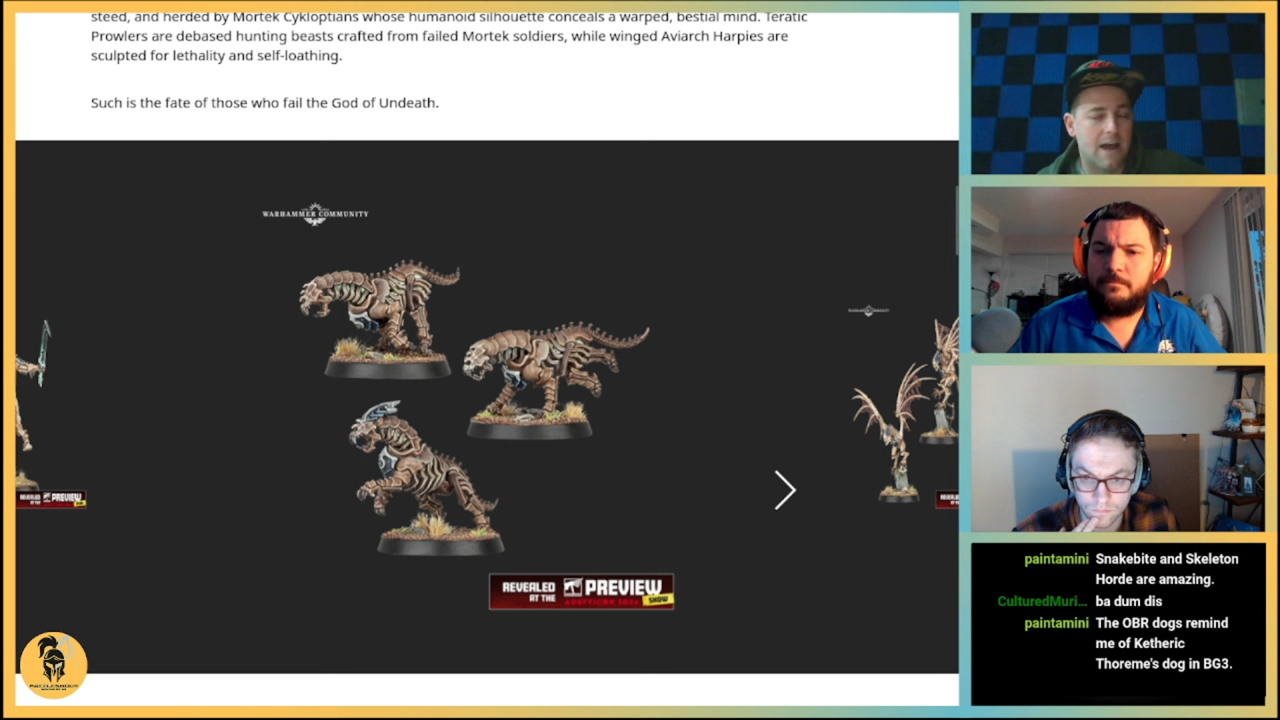 steed, and herded by Mortek Cykloptians whose humanoid silhouette conceals a warped, bestial mind. Teratic
Prowlers are debased hunting beasts crafted from failed Mortek soldiers, while winged Aviarch Harpies are
sculpted for lethality and self-loathing.
Such is the fate of those who fail the God of Undeath.
WARHAMMER COMMUNITY
REVEALED
AT THE
PREVIEW
SHOW
REVEALED
AT THE
PREVIEW
paintamini Snakebite and Skeleton
Horde are amazing.
CulturedMuri... ba dum dis
paintamini The OBR dogs remind
me of Ketheric
Thoreme's dog in BG3.